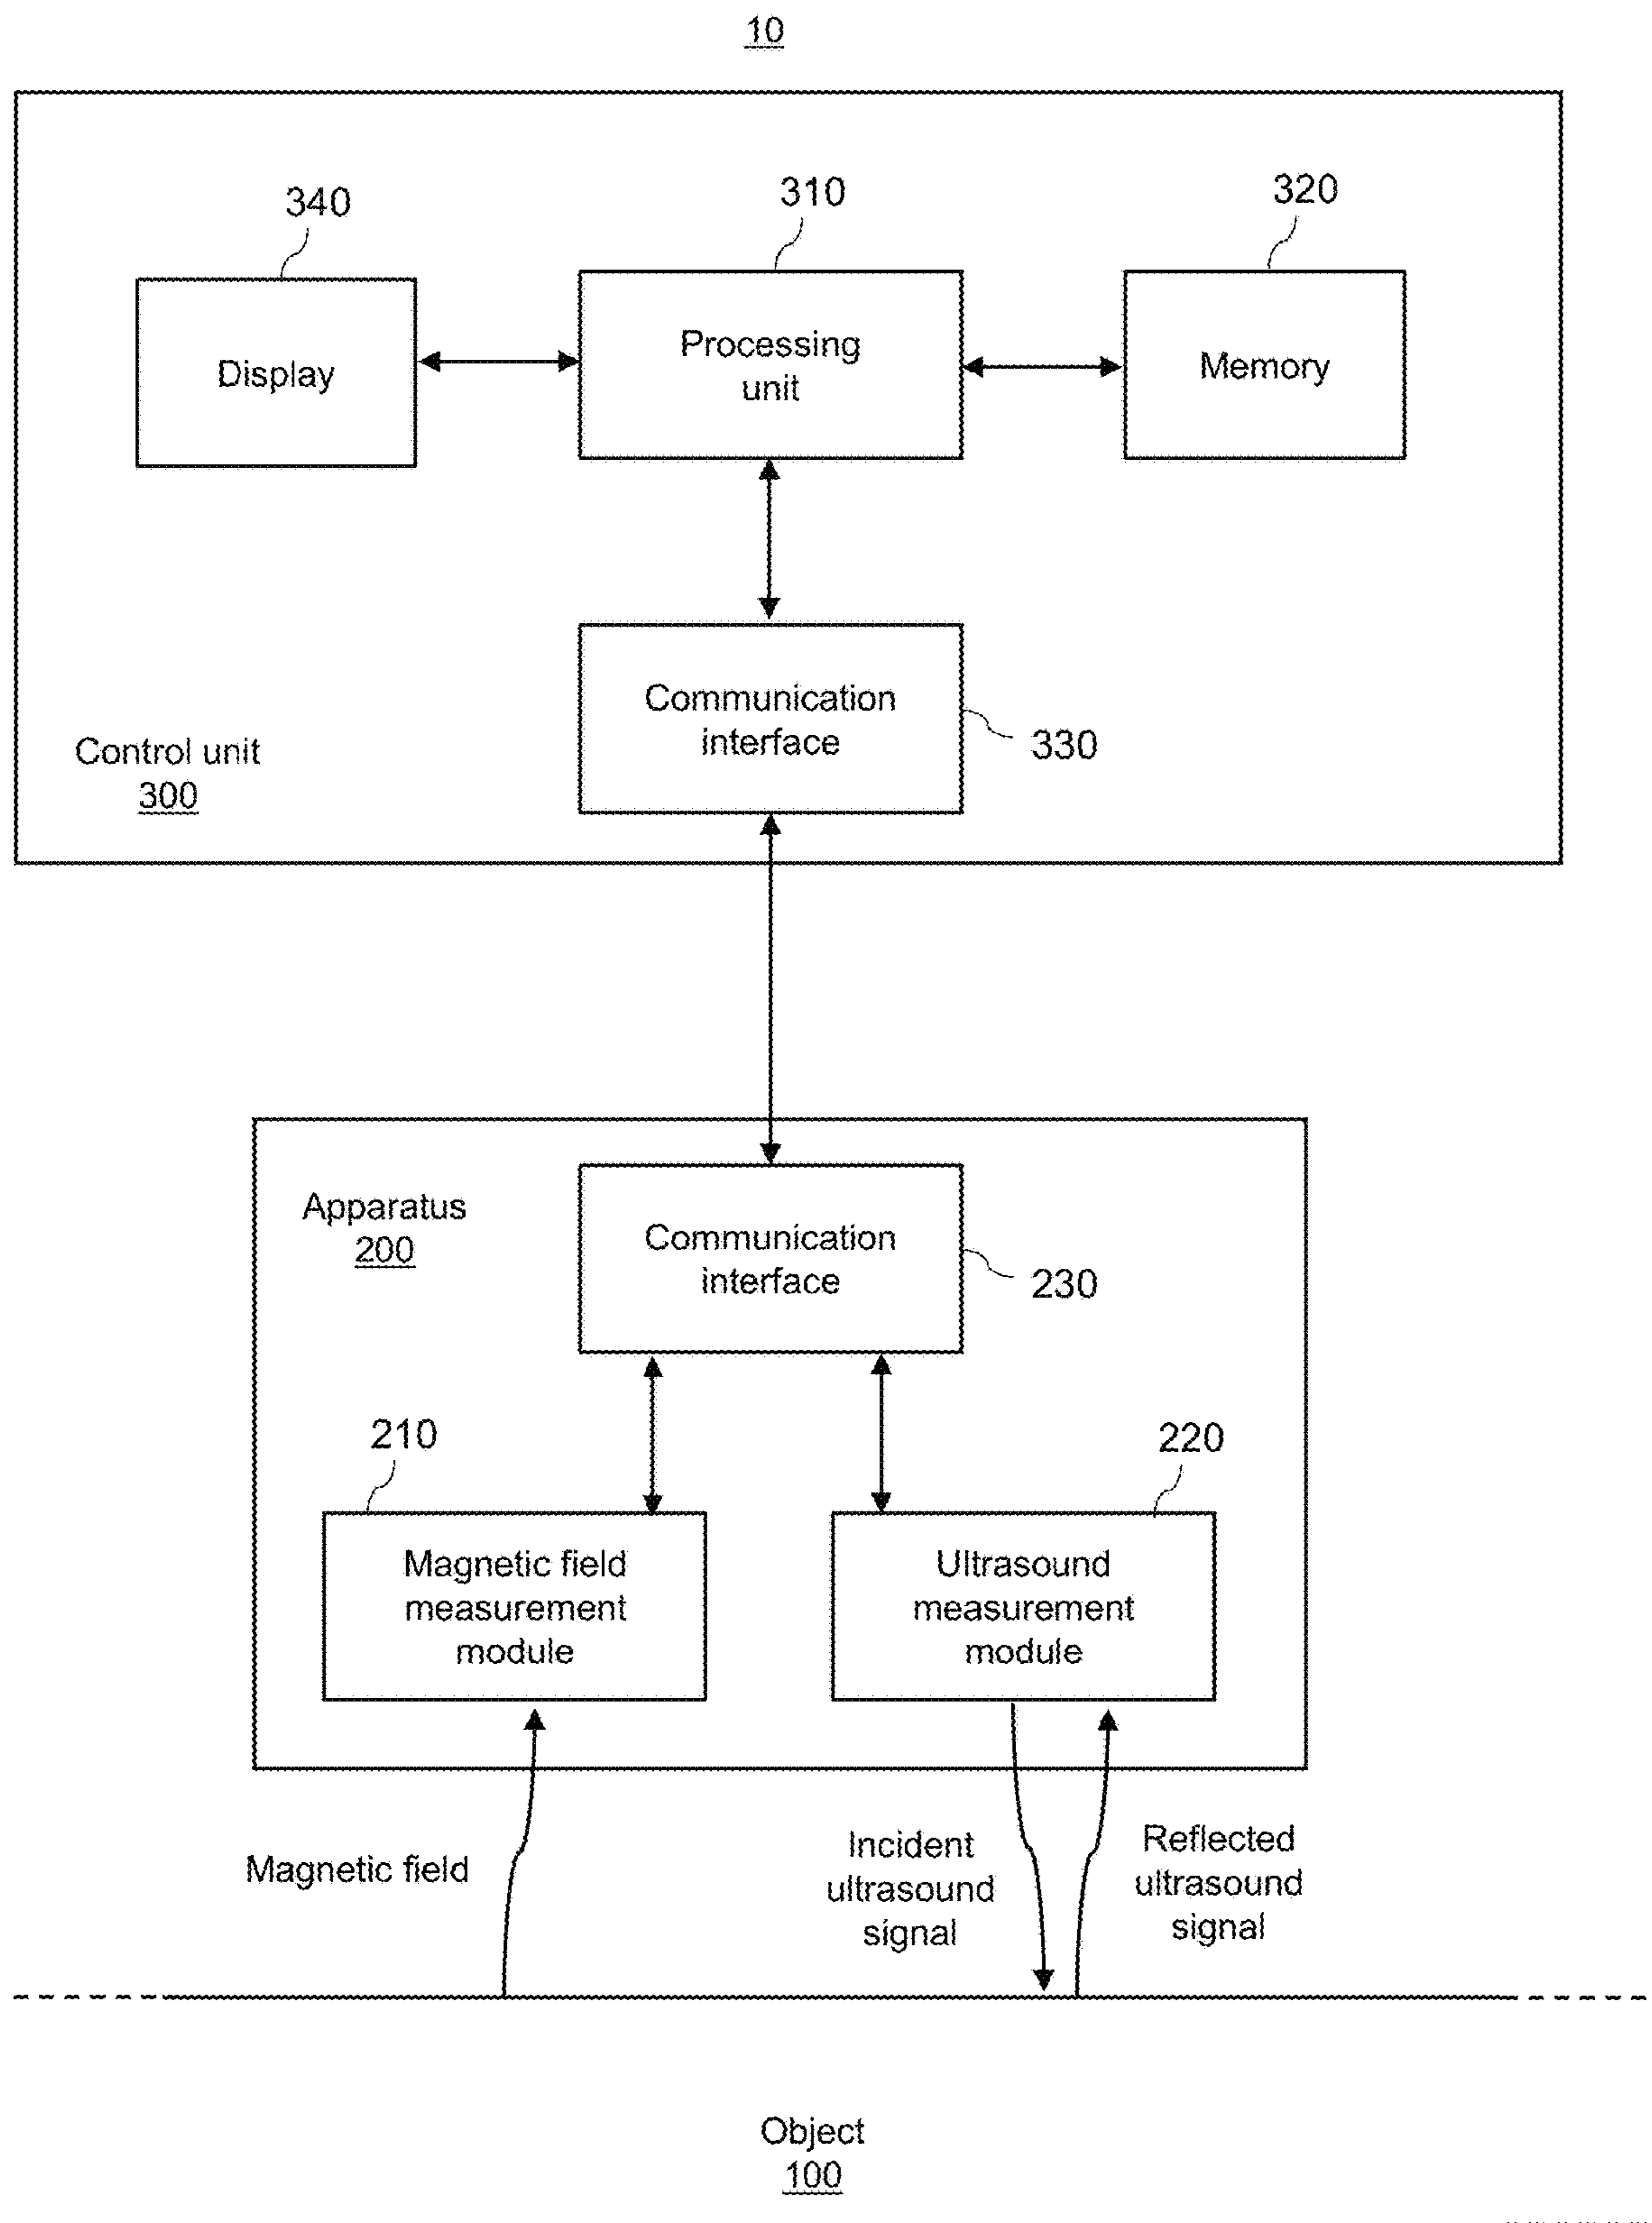 10
340
310
320
Display
Processing
unit
Memory
Communication
interface
330
Control unit
300
Apparatus
200
Communication
interface
230
210
220
Magnetic field
measurement
module
Ultrasound
measurement
module
Magnetic field
Incident
ultrasound
signal
Reflected
ultrasound
signal
Object
100